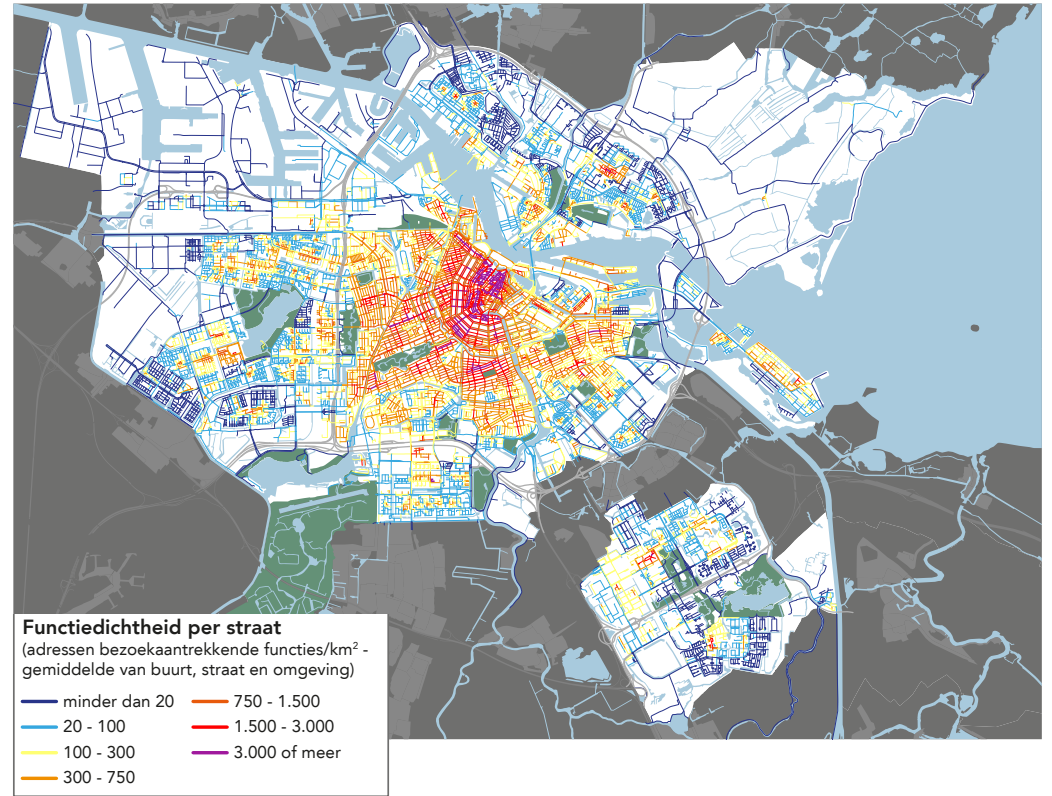 Functiedichtheid per straat
(adressen bezoekaantrekkende functies/km² -
gemiddelde van buurt, straat en omgeving)
minder dan 20
20 - 100
100 - 300
300 - 750
750 - 1.500
1.500 - 3.000
3.000 of meer